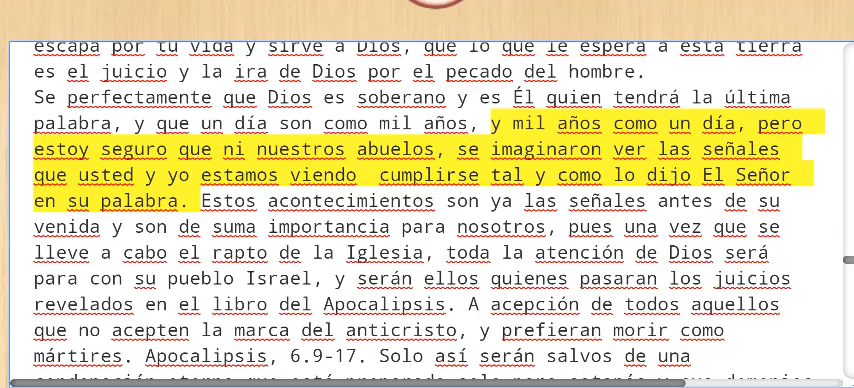 escapa por tu vida y sirve a Dios, que lo que le espera a esta tierra
es el juicio y la ira de Dios por el pecado del hombre.
Se perfectamente que Dios es soberano y es Él quien tendrá la última
palabra, y que un día son como mil años, y mil años como un día, pero
estoy seguro que ni nuestros abuelos, se imaginaron ver las señales
que usted y yo estamos viendo  cumplirse tal y como lo dijo El Señor
en su palabra. Estos acontecimientos son ya las señales antes de su
venida y son de suma importancia para nosotros, pues una vez que se
lleve a cabo el rapto de la Iglesia, toda la atención de Dios será
para con su pueblo Israel, y serán ellos quienes pasaran los juicios
revelados en el libro del Apocalipsis. A acepción de todos aquellos
que no acepten la marca del anticristo, y prefieran morir como
mártires. Apocalipsis, 6.9-17. Solo así serán salvos de una